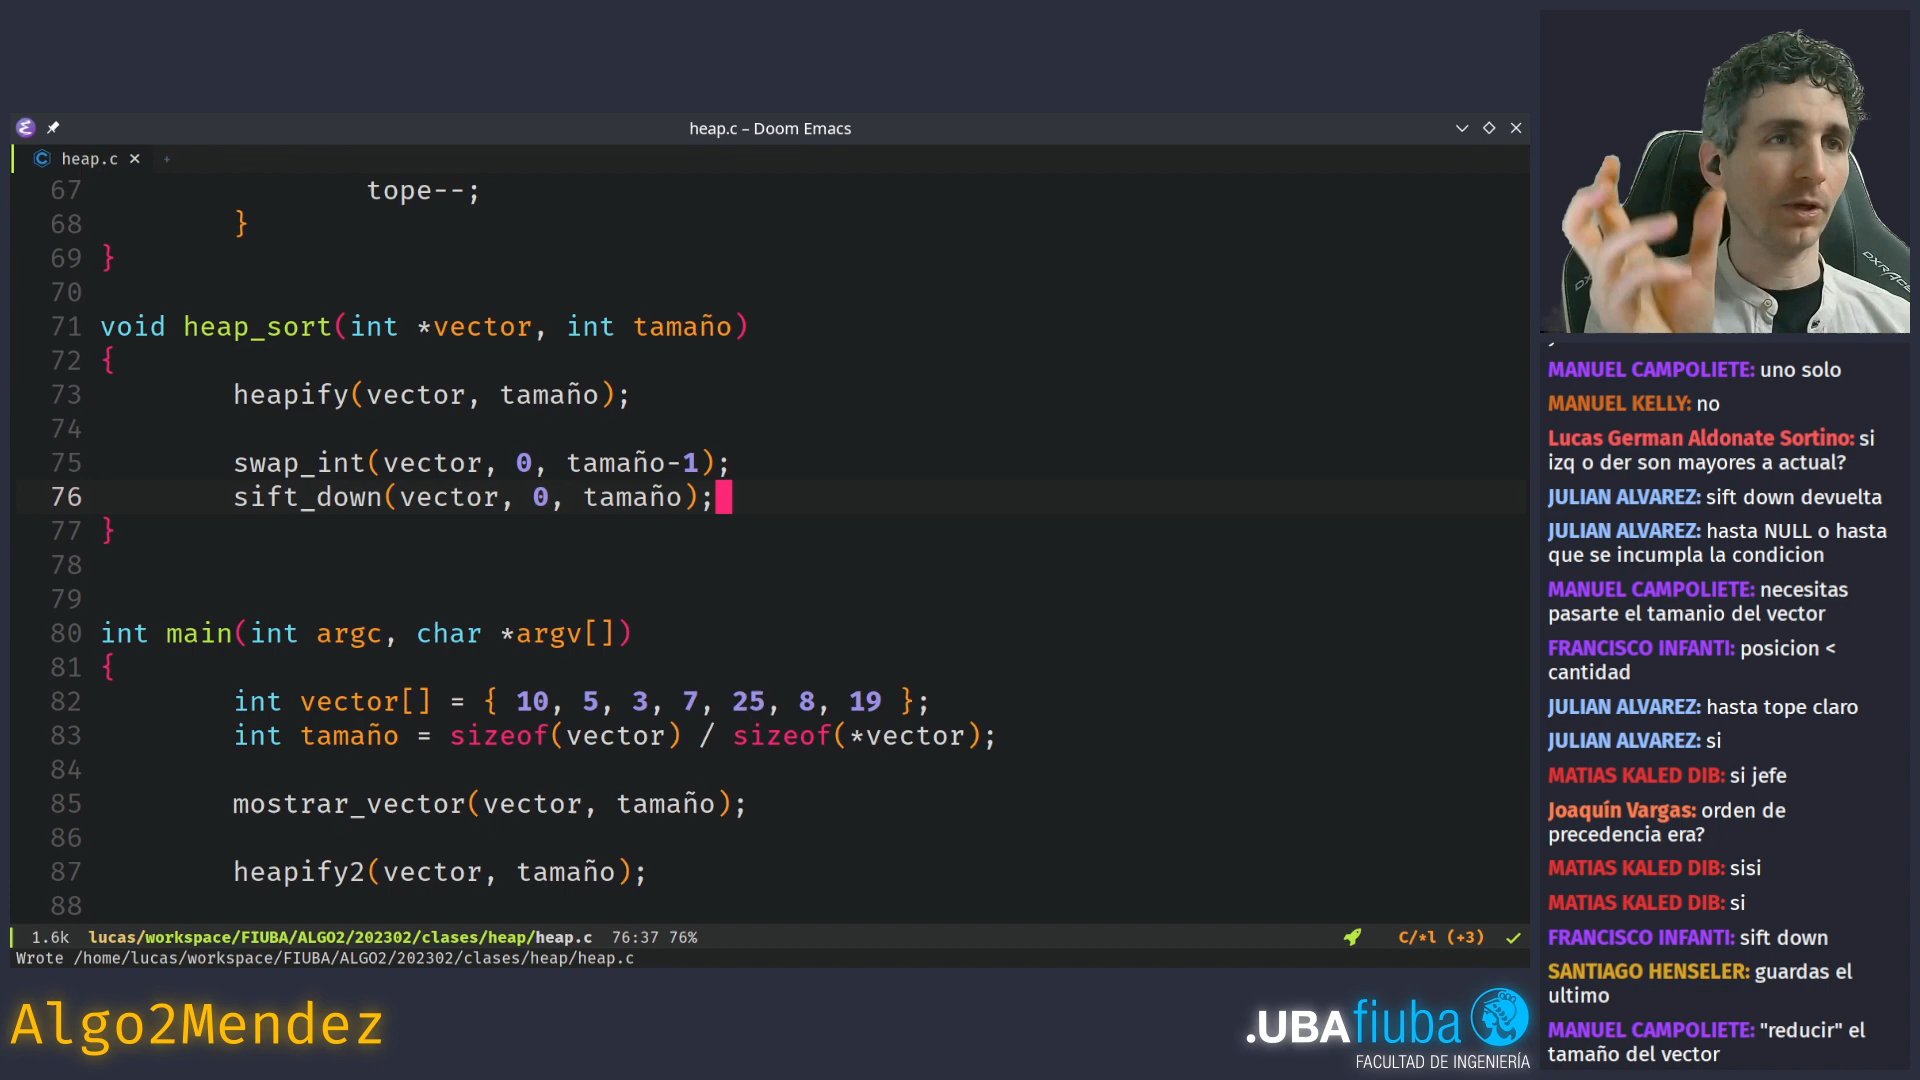 heap.c – Doom Emacs
heap.c
67 tope--;
68 }
69 }
70
71 void heap_sort(int *vector, int tamaño)
72 {
73 heapify(vector, tamaño);
74
75 swap_int(vector, 0, tamaño-1);
76 sift_down(vector, 0, tamaño);
77 }
78
79
80 int main(int argc, char *argv[])
81 {
82 int vector[] = { 10, 5, 3, 7, 25, 8, 19 };
83 int tamaño = sizeof(vector) / sizeof(*vector);
84
85 mostrar_vector(vector, tamaño);
86
87 heapify2(vector, tamaño);
88
1.6k lucas/workspace/FIUBA/ALGO2/202302/clases/heap/heap.c 76:37 76% C/*l (+3)
Wrote /home/lucas/workspace/FIUBA/ALGO2/202302/clases/heap/heap.c
Algo2Mendez
.UBAfiuba
FACULTAD DE INGENIERÍA
MANUEL CAMPOLIETE: uno solo
MANUEL KELLY: no
Lucas German Aldonate Sortino: si
izq o der son mayores a actual?
JULIAN ALVAREZ: sift down devuelta
JULIAN ALVAREZ: hasta NULL o hasta
que se incumpla la condicion
MANUEL CAMPOLIETE: necesitas
pasarte el tamanio del vector
FRANCISCO INFANTI: posicion <
cantidad
JULIAN ALVAREZ: hasta tope claro
JULIAN ALVAREZ: si
MATIAS KALED DIB: si jefe
Joaquín Vargas: orden de
precedencia era?
MATIAS KALED DIB: sisi
MATIAS KALED DIB: si
FRANCISCO INFANTI: sift down
SANTIAGO HENSELER: guardas el
ultimo
MANUEL CAMPOLIETE: "reducir" el
tamaño del vector